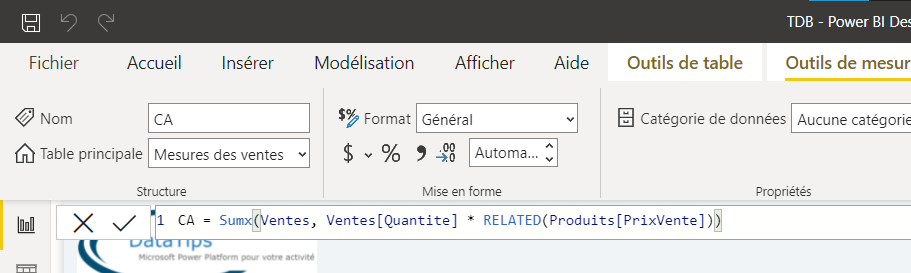 TDB - Power BI Des
Fichier Accueil Insérer Modélisation Afficher Aide Outils de table Outils de mesur
Nom CA $% Format Général Catégorie de données Aucune catégorie
Table principale Mesures des ventes $ % , .00 Automa...
Structure Mise en forme Propriétés
1 CA = Sumx(Ventes, Ventes[Quantite] * RELATED(Produits[PrixVente]))
DataTips
Microsoft Power Platform pour votre activité